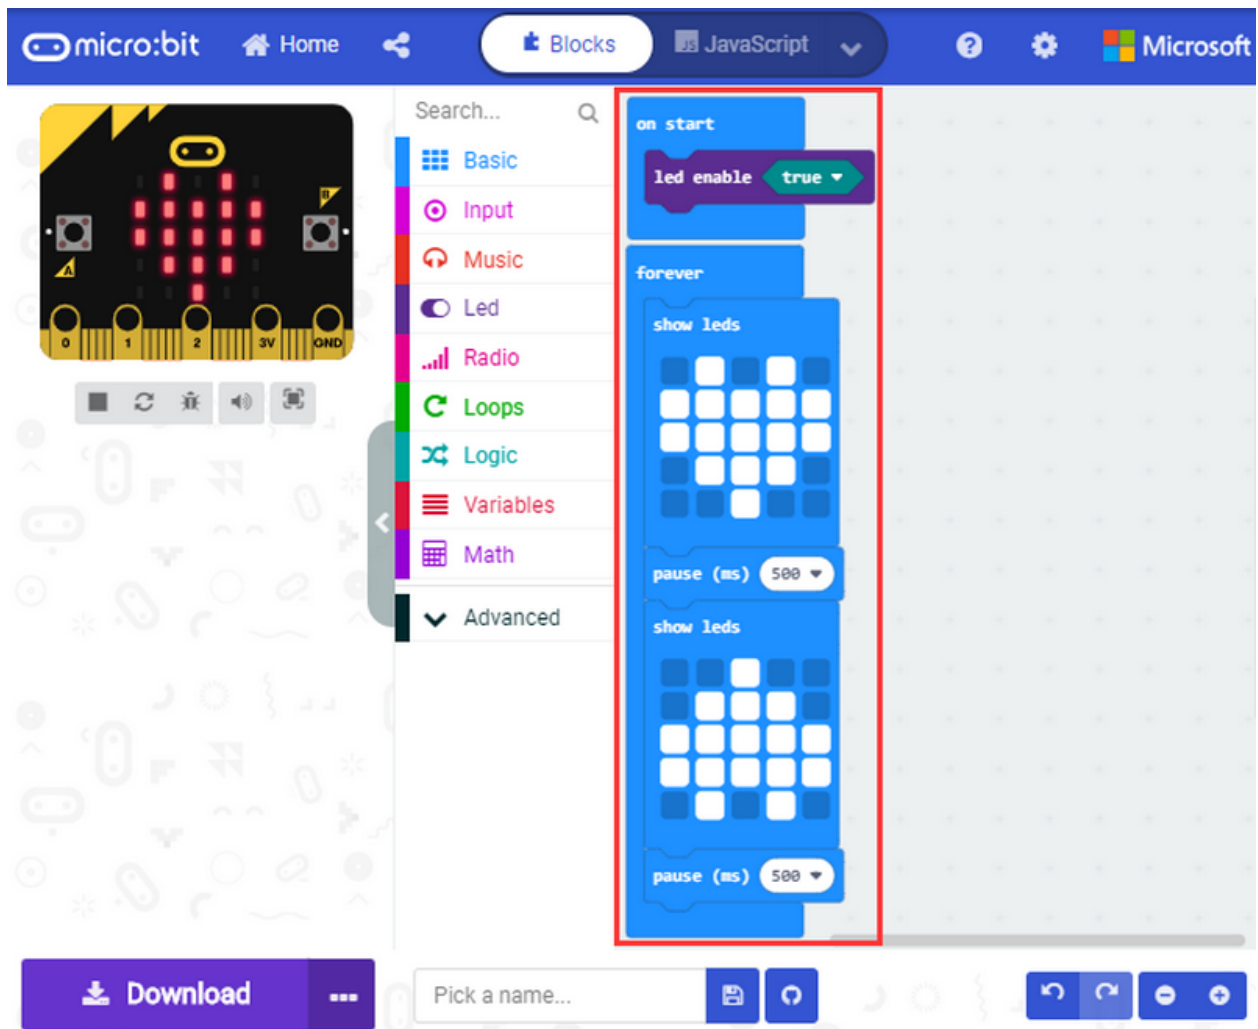 micro:bit Home Blocks JS JavaScript ? Microsoft
Search...
Basic
Input
Music
Led
Radio
Loops
Logic
Variables
Math
Advanced
B
A
0 1 2 3V GND
on start
led enable true
forever
show leds
pause (ms) 500
show leds
pause (ms) 500
Download ... Pick a name...